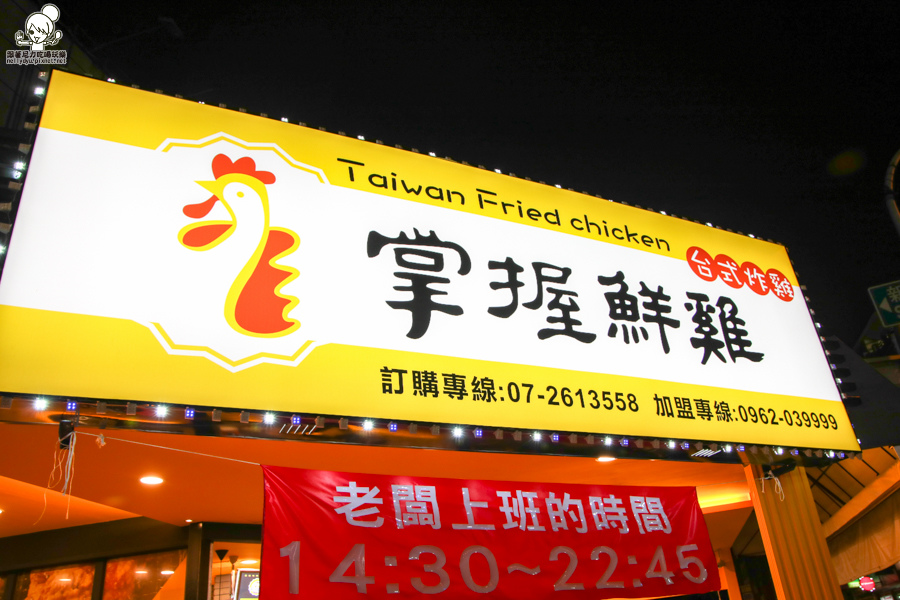 Taiwan Fried chicken
台式炸雞
掌握鮮雞
訂購專線:07-2613558 加盟專線:0962-039999
老闆上班的時間
14:30~22:45